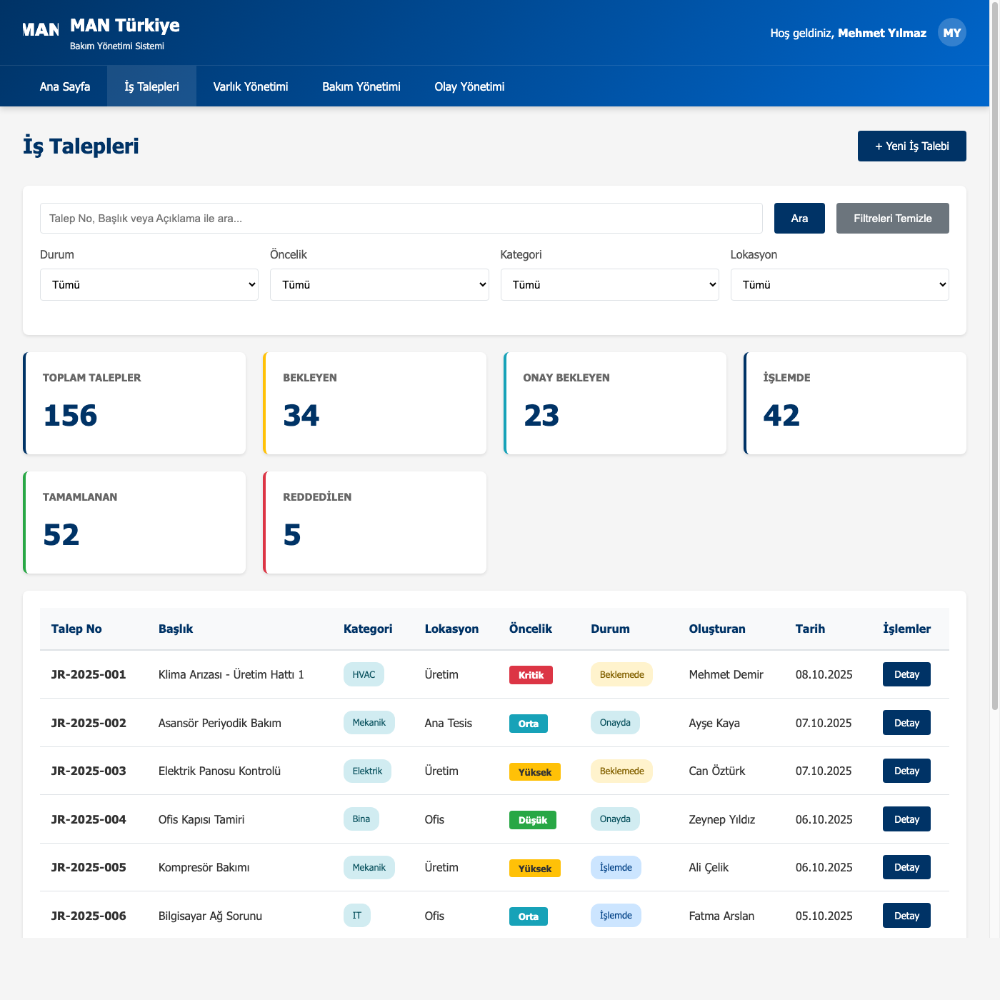 MAN
MAN Türkiye
Bakım Yönetimi Sistemi
Hoş geldiniz, Mehmet Yılmaz
MY
Ana Sayfa
İş Talepleri
Varlık Yönetimi
Bakım Yönetimi
Olay Yönetimi
İş Talepleri
+ Yeni İş Talebi
Talep No, Başlık veya Açıklama ile ara...
Ara
Filtreleri Temizle
Durum
Öncelik
Kategori
Lokasyon
Tümü
Tümü
Tümü
Tümü
TOPLAM TALEPLER
156
BEKLEYEN
34
ONAY BEKLEYEN
23
İŞLEMDE
42
TAMAMLANAN
52
REDDEDİLEN
5
Talep No Başlık Kategori Lokasyon Öncelik Durum Oluşturan Tarih İşlemler
JR-2025-001 Klima Arızası - Üretim Hattı 1 HVAC Üretim Kritik Beklemede Mehmet Demir 08.10.2025 Detay
JR-2025-002 Asansör Periyodik Bakım Mekanik Ana Tesis Orta Onayda Ayşe Kaya 07.10.2025 Detay
JR-2025-003 Elektrik Panosu Kontrolü Elektrik Üretim Yüksek Beklemede Can Öztürk 07.10.2025 Detay
JR-2025-004 Ofis Kapısı Tamiri Bina Ofis Düşük Onayda Zeynep Yıldız 06.10.2025 Detay
JR-2025-005 Kompresör Bakımı Mekanik Üretim Yüksek İşlemde Ali Çelik 06.10.2025 Detay
JR-2025-006 Bilgisayar Ağ Sorunu IT Ofis Orta İşlemde Fatma Arslan 05.10.2025 Detay